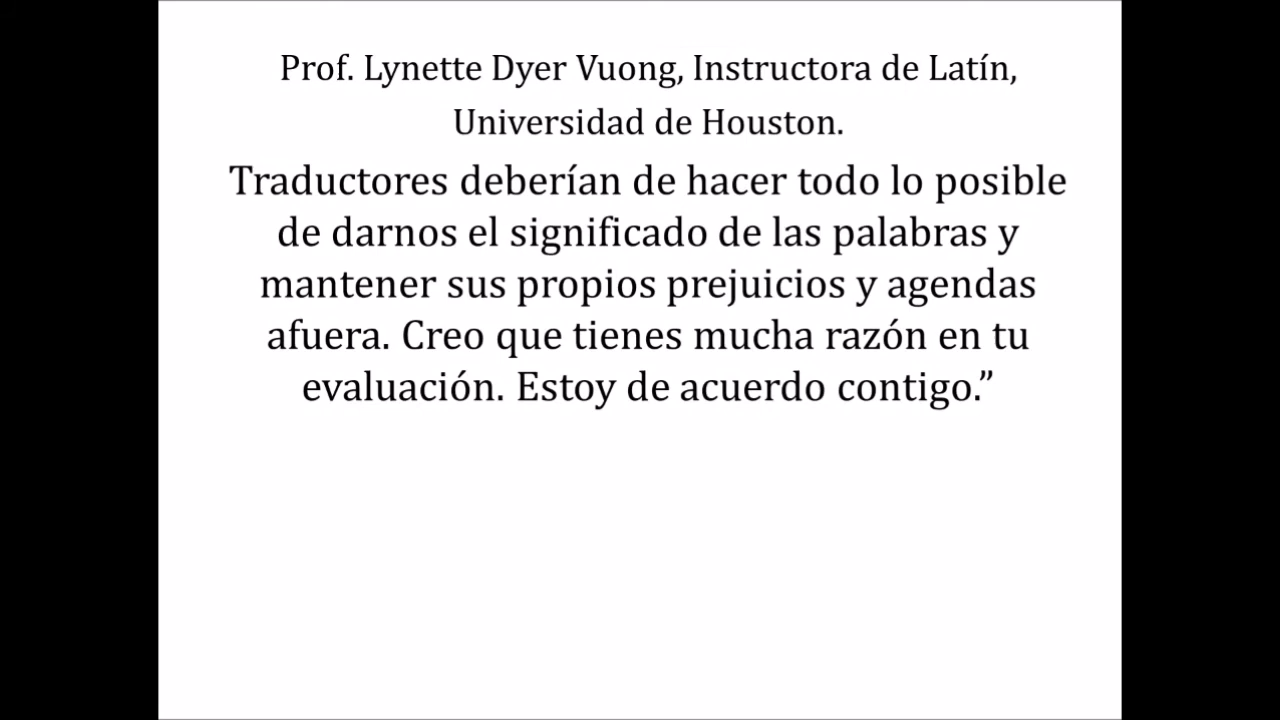 Prof. Lynette Dyer Vuong, Instructora de Latín,
Universidad de Houston.
Traductores deberían de hacer todo lo posible
de darnos el significado de las palabras y
mantener sus propios prejuicios y agendas
afuera. Creo que tienes mucha razón en tu
evaluación. Estoy de acuerdo contigo.”